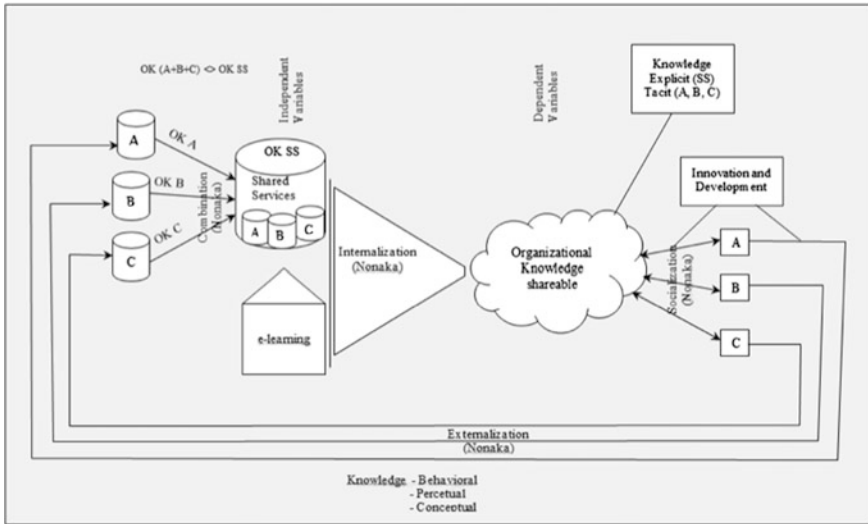 OK (A+B+C) <> OK SS
Independent
Variables
Dependent
Variables
Knowledge
Explicit (SS)
Tacit (A, B, C)
A
OK A
B
OK B
C
OK C
Combination
(Nonaka)
OK SS
Shared
Services
A
B
C
e-learning
Internalization
(Nonaka)
Organizational
Knowledge
shareable
Innovation and
Development
Socialization
(Nonaka)
A
B
C
Externalization
(Nonaka)
Knowledge - Behavioral
- Percetual
- Conceptual